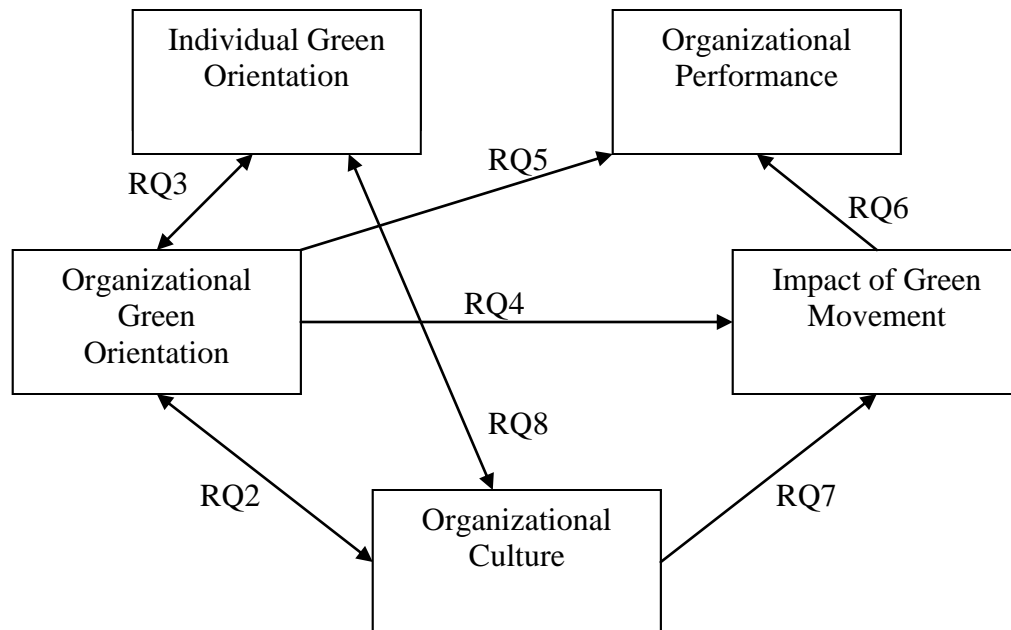 Individual Green
Orientation
Organizational
Performance
RQ3
RQ5
RQ6
Organizational
Green
Orientation
RQ4
Impact of Green
Movement
RQ2
RQ8
RQ7
Organizational
Culture